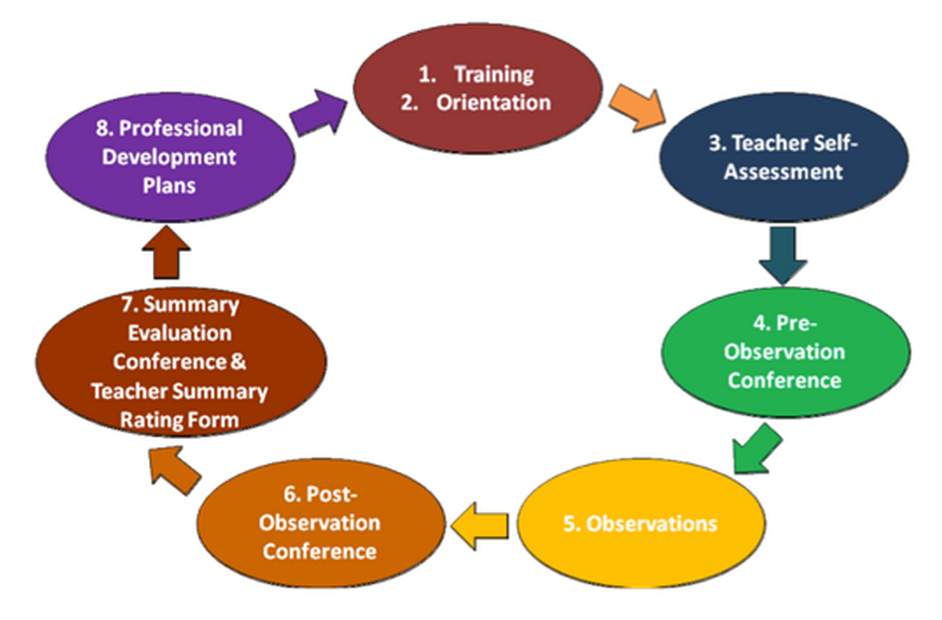 1. Training
2. Orientation
3. Teacher Self-
Assessment
4. Pre-
Observation
Conference
5. Observations
6. Post-
Observation
Conference
7. Summary
Evaluation
Conference &
Teacher Summary
Rating Form
8. Professional
Development
Plans